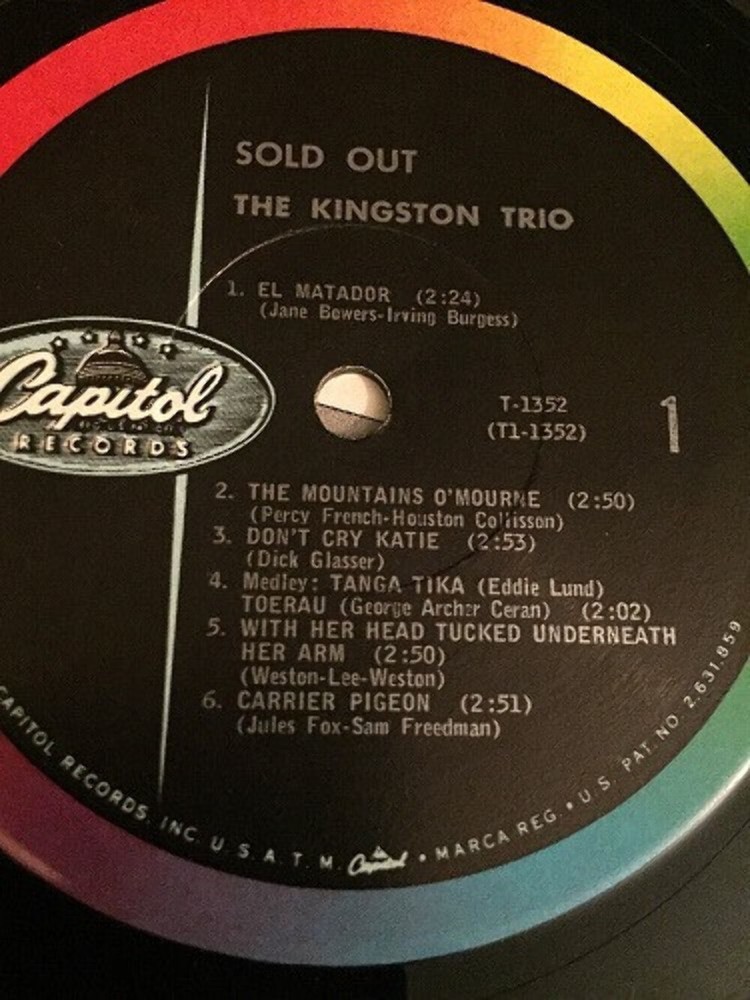 SOLD OUT
THE KINGSTON TRIO
1. EL MATADOR (2:24)
(Jane Bowers-Irving Burgess)
Capitol
RECORDS
T-1352
(T1-1352)
1
2. THE MOUNTAINS O'MOURNE (2:50)
(Percy French-Houston Collisson)
3. DON'T CRY KATIE (2:53)
(Dick Glasser)
4. Medley: TANGA TIKA (Eddie Lund)
TOERAU (George Archer Ceran) (2:02)
5. WITH HER HEAD TUCKED UNDERNEATH
HER ARM (2:50)
(Weston-Lee-Weston)
6. CARRIER PIGEON (2:51)
(Jules Fox-Sam Freedman)
CAPITOL RECORDS, INC. U.S.A. T.M. Capitol • MARCA REG. • U.S. PAT. NO. 2,631,859